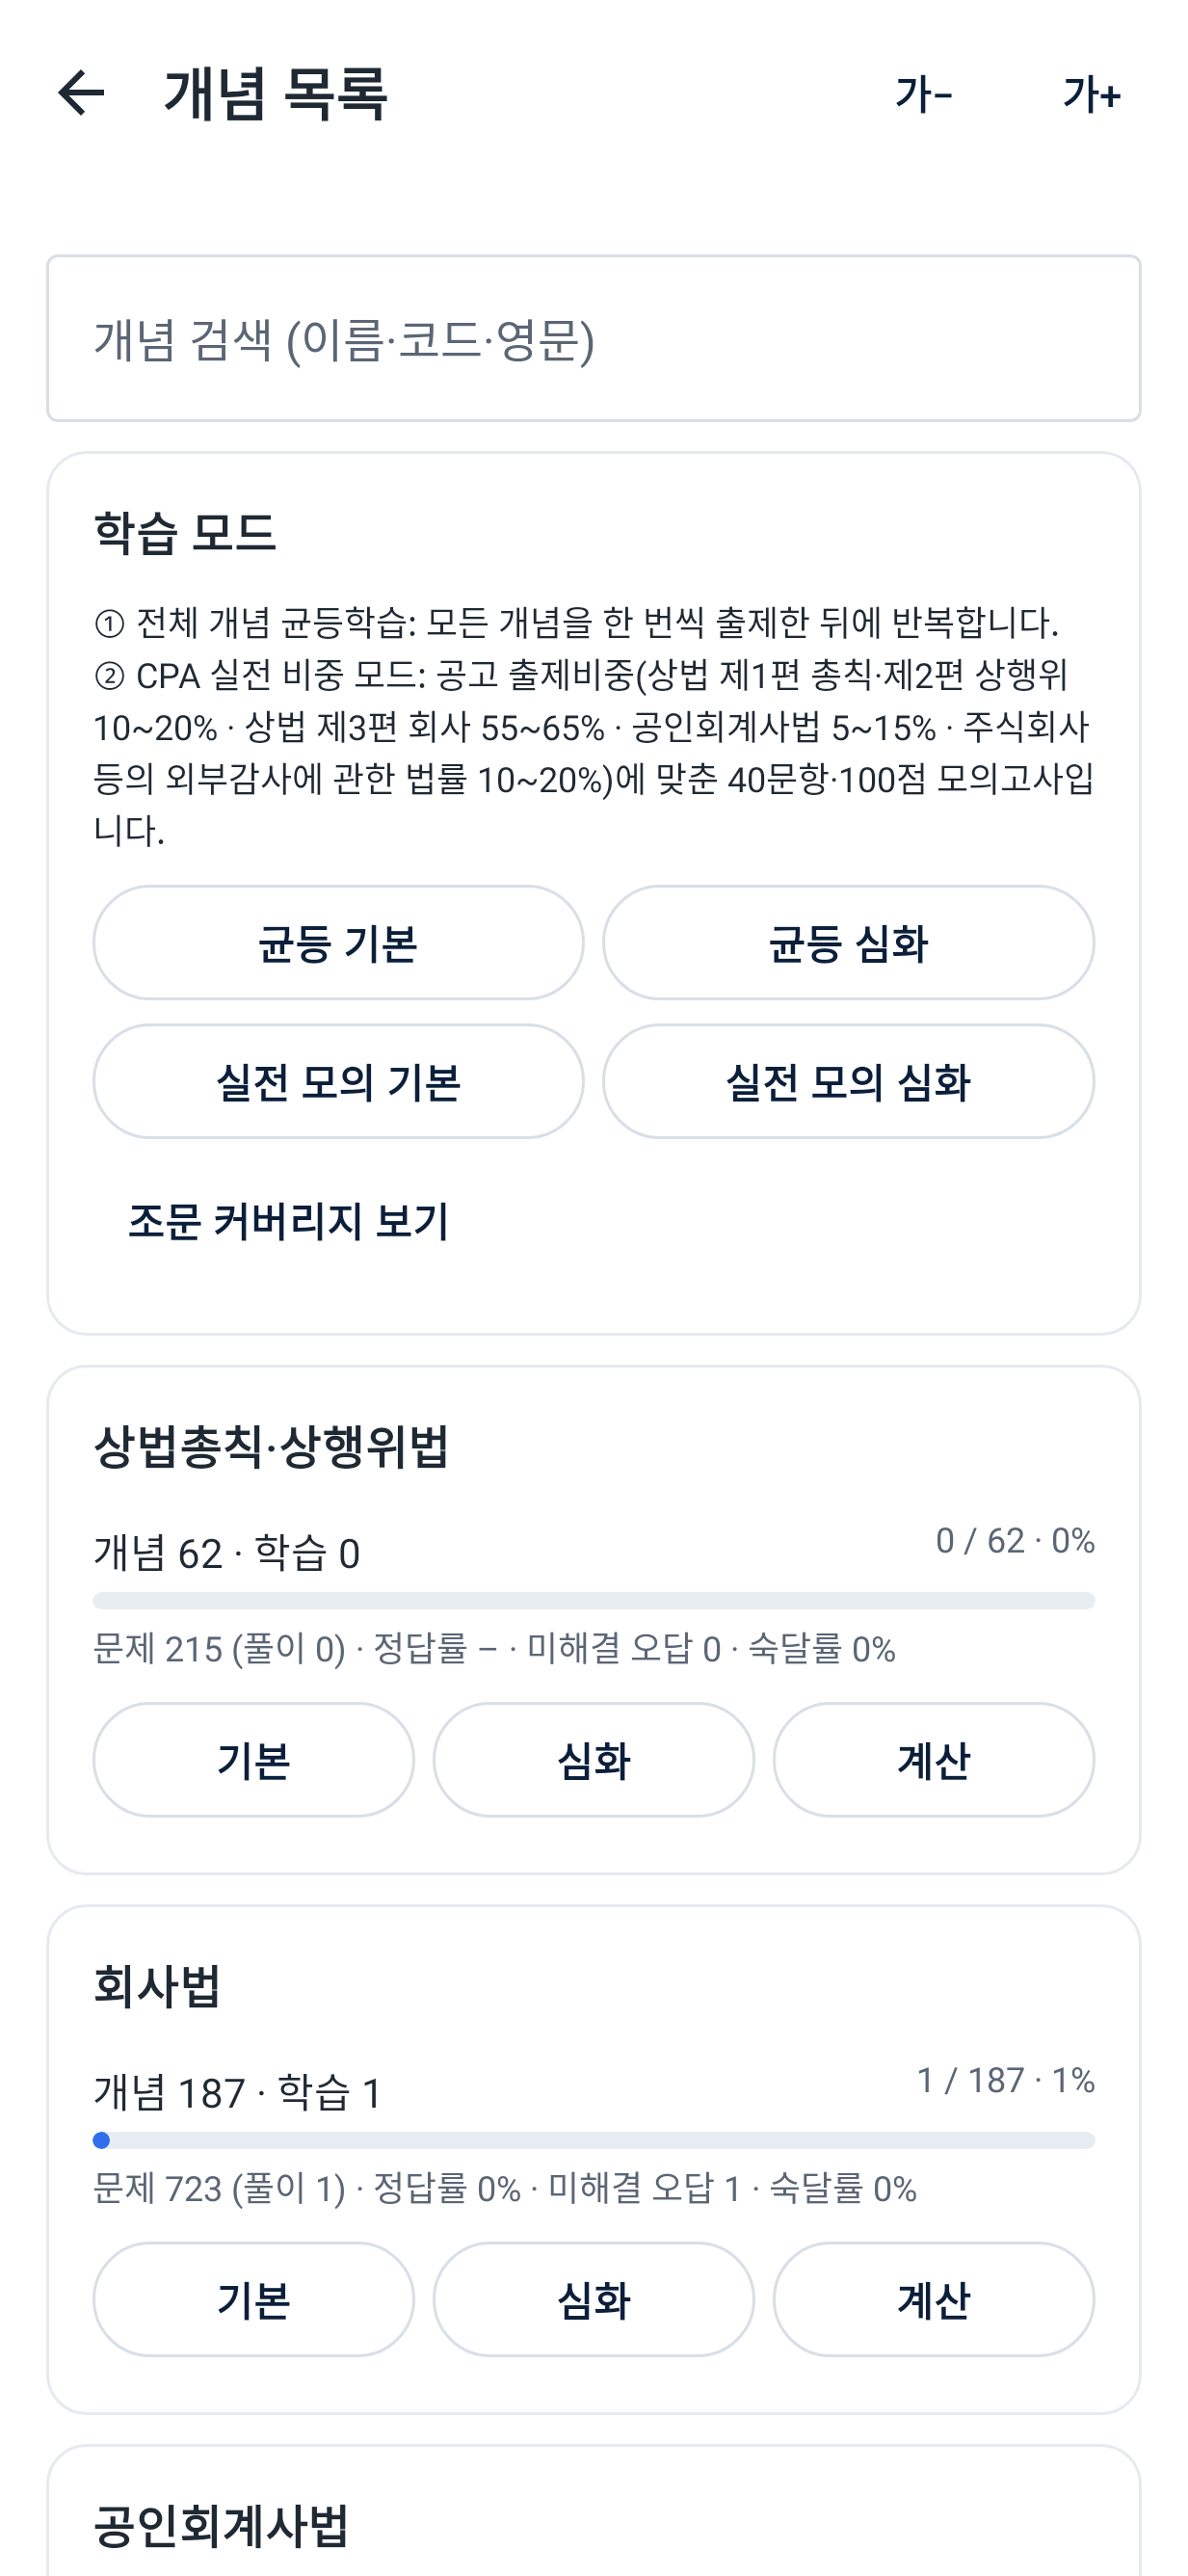 개념 목록
가-
가+
개념 검색 (이름·코드·영문)
학습 모드
① 전체 개념 균등학습: 모든 개념을 한 번씩 출제한 뒤에 반복합니다.
② CPA 실전 비중 모드: 공고 출제비중(상법 제1편 총칙·제2편 상행위
10~20% · 상법 제3편 회사 55~65% · 공인회계사법 5~15% · 주식회사
등의 외부감사에 관한 법률 10~20%)에 맞춘 40문항·100점 모의고사입
니다.
균등 기본
균등 심화
실전 모의 기본
실전 모의 심화
조문 커버리지 보기
상법총칙·상행위법
개념 62 · 학습 0
0 / 62 · 0%
문제 215 (풀이 0) · 정답률 – · 미해결 오답 0 · 숙달률 0%
기본
심화
계산
회사법
개념 187 · 학습 1
1 / 187 · 1%
문제 723 (풀이 1) · 정답률 0% · 미해결 오답 1 · 숙달률 0%
기본
심화
계산
공인회계사법